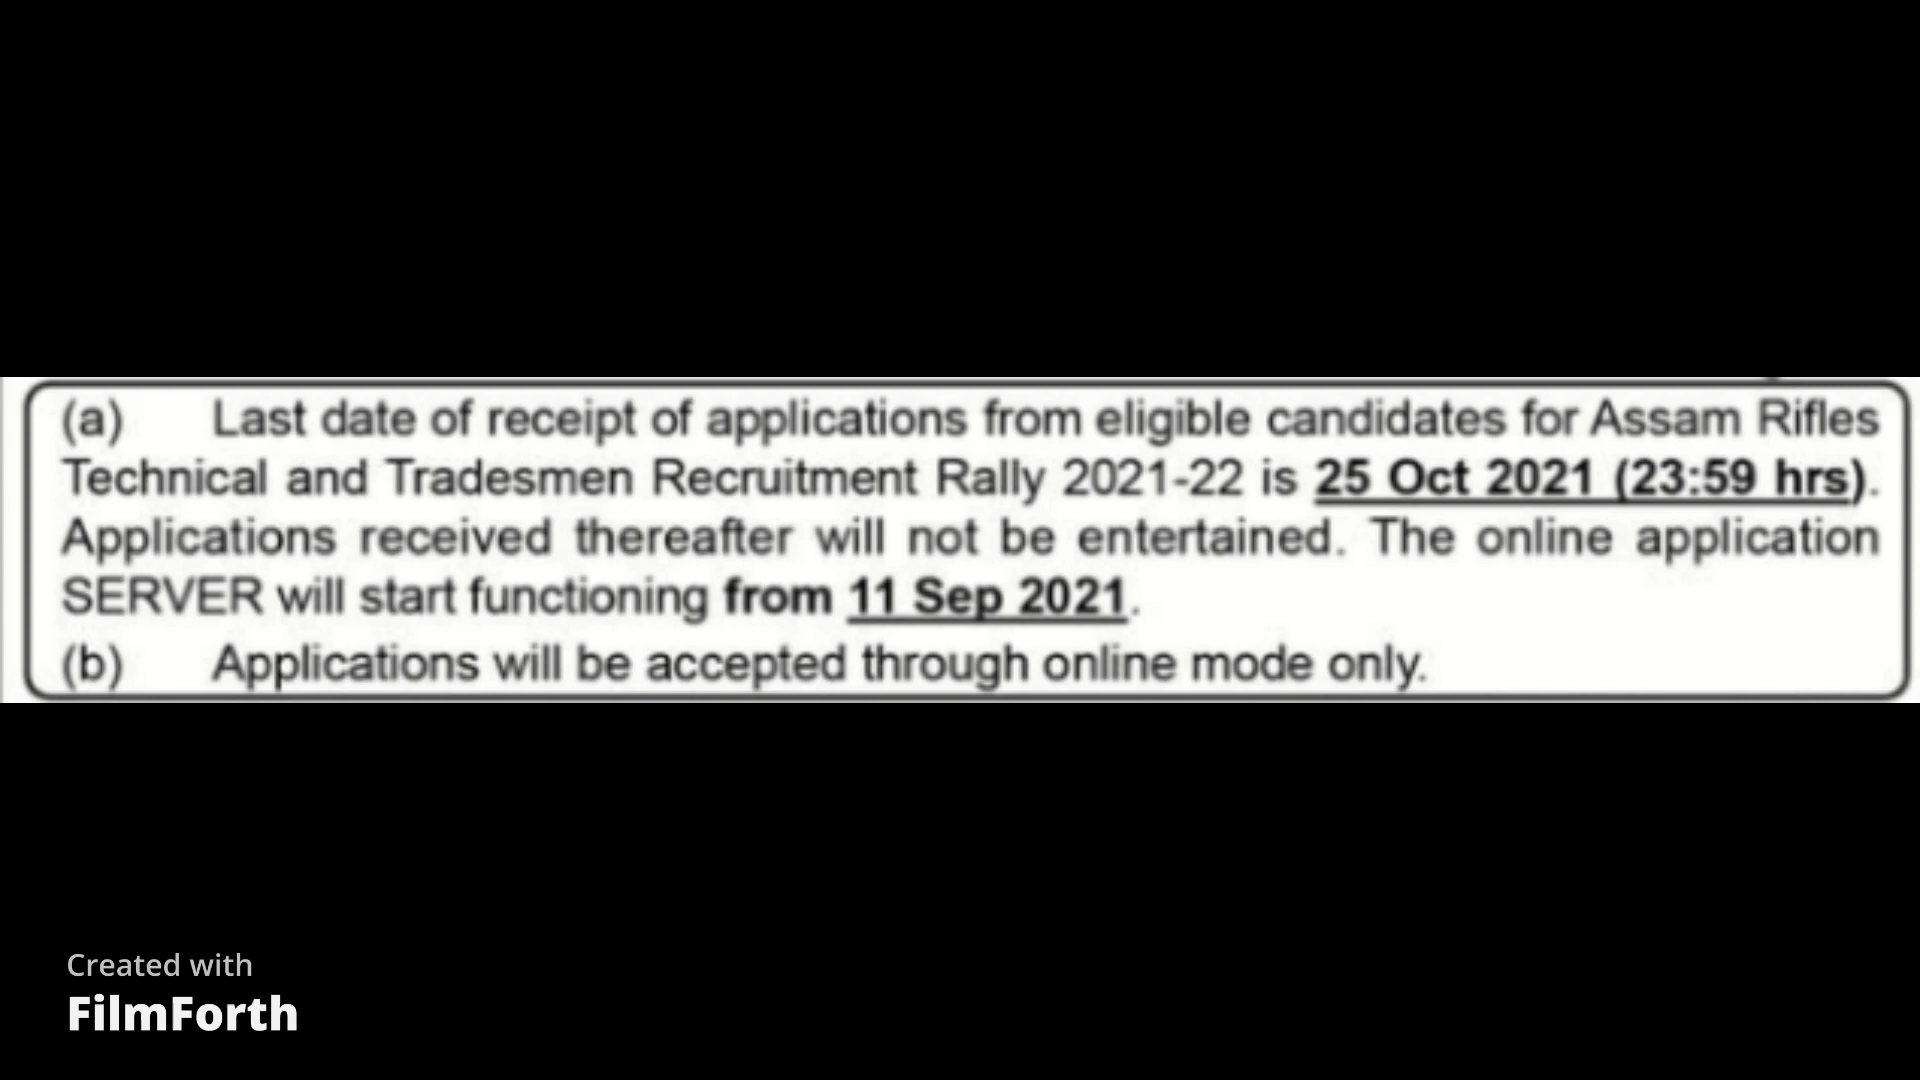 (a) Last date of receipt of applications from eligible candidates for Assam Rifles
Technical and Tradesmen Recruitment Rally 2021-22 is 25 Oct 2021 (23:59 hrs).
Applications received thereafter will not be entertained. The online application
SERVER will start functioning from 11 Sep 2021.
(b) Applications will be accepted through online mode only.
Created with
FilmForth